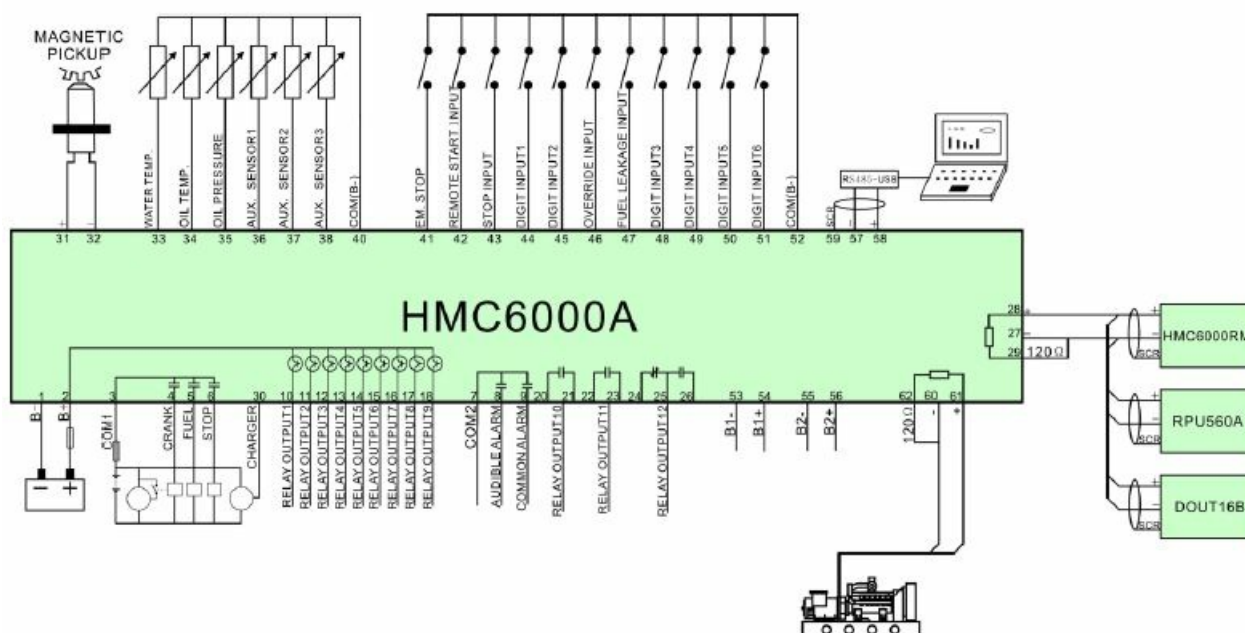 MAGNETIC
PICKUP
+
−
31
32
WATER TEMP.
OIL TEMP.
OIL PRESSURE
AUX. SENSOR1
AUX. SENSOR2
AUX. SENSOR3
COM(B-)
33
34
35
36
37
38
40
EM. STOP
REMOTE START INPUT
STOP INPUT
DIGIT INPUT1
DIGIT INPUT2
OVERRIDE INPUT
FUEL LEAKAGE INPUT
DIGIT INPUT3
DIGIT INPUT4
DIGIT INPUT5
DIGIT INPUT6
COM(B-)
41
42
43
44
45
46
47
48
49
50
51
52
RS485-USB
SCR
−
+
59
57
58
HMC6000A
28
+
27
−
29
120Ω
+
−
SCR
HMC6000RM
+
−
SCR
RPU560A
+
−
SCR
DOUT16B
1
2
3
4
5
6
30
10
11
12
13
14
15
16
17
18
7
8
9
20
21
22
23
24
25
26
53
54
55
56
62
60
61
B-
B+
COM1
CRANK
FUEL
STOP
CHARGER
RELAY OUTPUT1
RELAY OUTPUT2
RELAY OUTPUT3
RELAY OUTPUT4
RELAY OUTPUT5
RELAY OUTPUT6
RELAY OUTPUT7
RELAY OUTPUT8
RELAY OUTPUT9
COM2
AUDIBLE ALARM
COMMON ALARM
RELAY OUTPUT10
RELAY OUTPUT11
RELAY OUTPUT12
B1-
B1+
B2-
B2+
120Ω
-
+
−
+